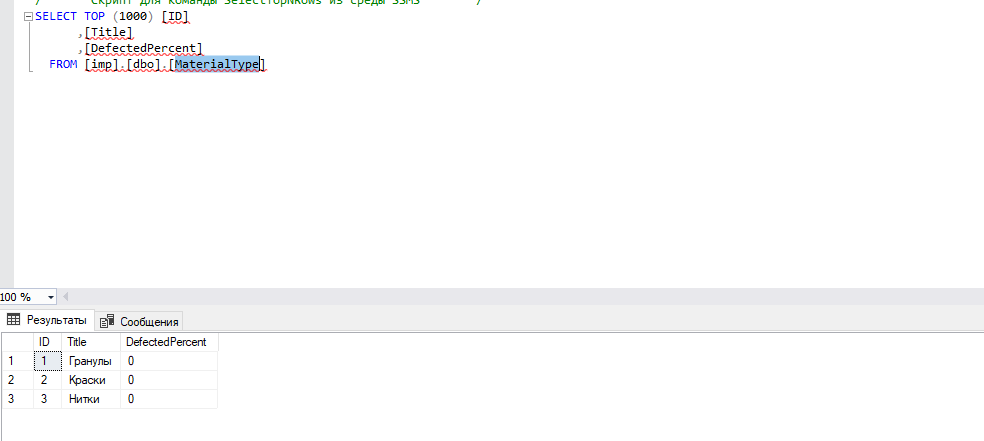 / Скрипт для команды SelectTopNRows из среды SSMS /
SELECT TOP (1000) [ID]
,[Title]
,[DefectedPercent]
FROM [imp].[dbo].[MaterialType]
100 %
Результаты Сообщения
ID Title DefectedPercent
1 1 Гранулы 0
2 2 Краски 0
3 3 Нитки 0